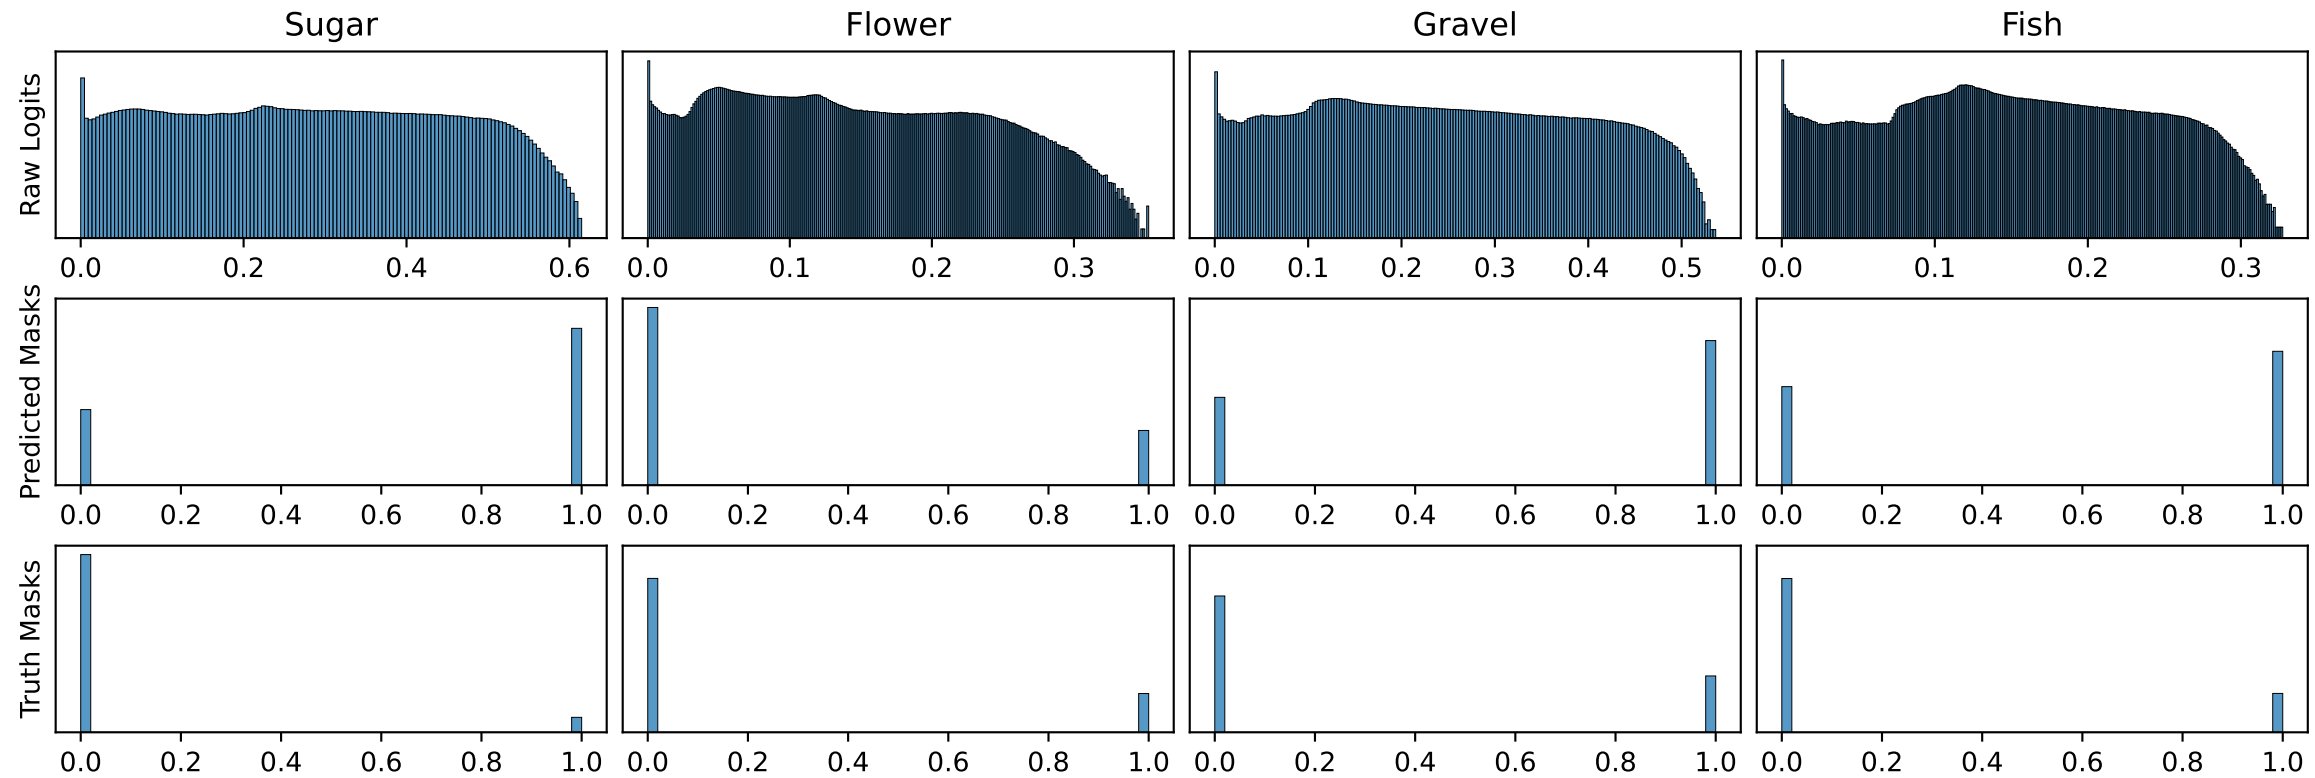 Sugar Flower Gravel Fish
Raw Logits
0.0 0.2 0.4 0.6 0.0 0.1 0.2 0.3 0.0 0.1 0.2 0.3 0.4 0.5 0.0 0.1 0.2 0.3
Predicted Masks
0.0 0.2 0.4 0.6 0.8 1.0 0.0 0.2 0.4 0.6 0.8 1.0 0.0 0.2 0.4 0.6 0.8 1.0 0.0 0.2 0.4 0.6 0.8 1.0
Truth Masks
0.0 0.2 0.4 0.6 0.8 1.0 0.0 0.2 0.4 0.6 0.8 1.0 0.0 0.2 0.4 0.6 0.8 1.0 0.0 0.2 0.4 0.6 0.8 1.0